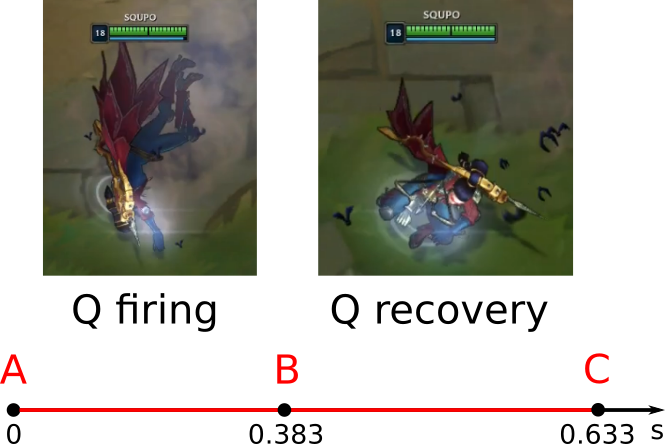 SQUPO
18
SQUPO
18
Q firing
Q recovery
A
B
C
0
0.383
0.633
s